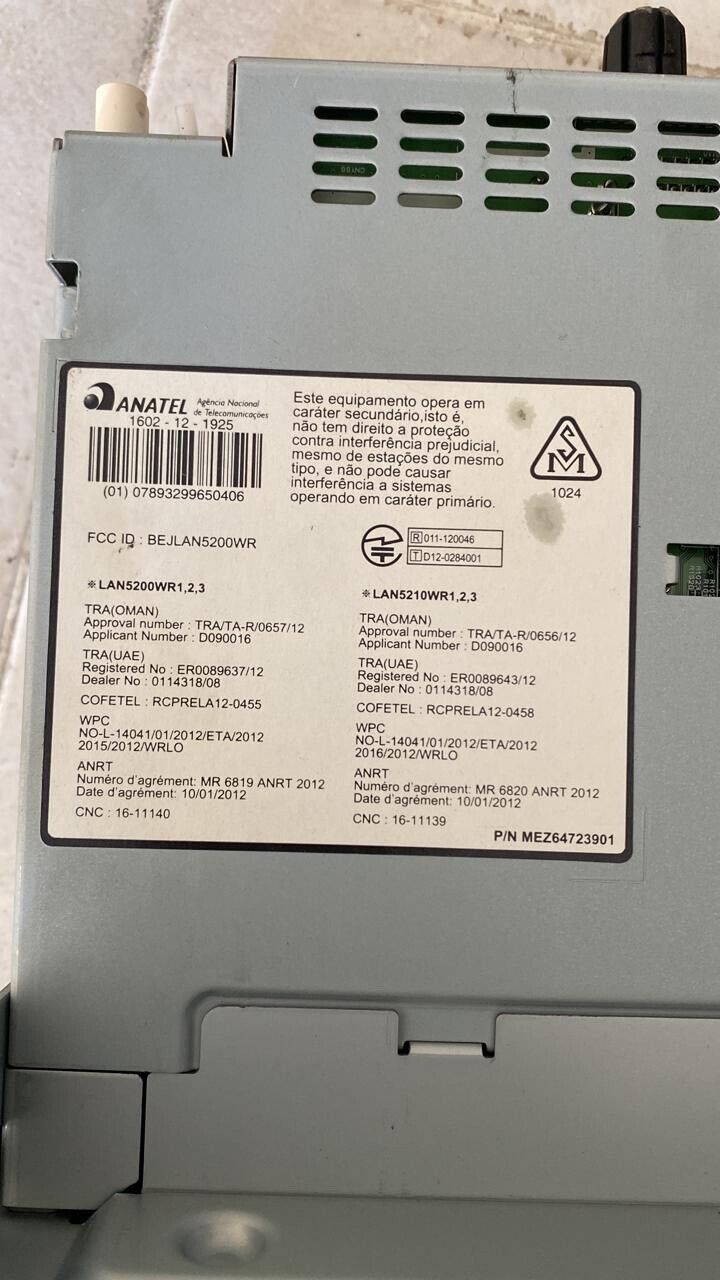 ANATEL Agência Nacional de Telecomunicações
1602 - 12 - 1925
(01) 07893299650406
Este equipamento opera em
caráter secundário,isto é,
não tem direito a proteção
contra interferência prejudicial,
mesmo de estações do mesmo
tipo, e não pode causar
interferência a sistemas
operando em caráter primário.
SM
1024
FCC ID : BEJLAN5200WR
R 011-120046
T D12-0284001
※LAN5200WR1,2,3
TRA(OMAN)
Approval number : TRA/TA-R/0657/12
Applicant Number : D090016
TRA(UAE)
Registered No : ER0089637/12
Dealer No : 0114318/08
COFETEL : RCPRELA12-0455
WPC
NO-L-14041/01/2012/ETA/2012
2015/2012/WRLO
ANRT
Numéro d'agrément: MR 6819 ANRT 2012
Date d'agrément: 10/01/2012
CNC : 16-11140
※LAN5210WR1,2,3
TRA(OMAN)
Approval number : TRA/TA-R/0656/12
Applicant Number : D090016
TRA(UAE)
Registered No : ER0089643/12
Dealer No : 0114318/08
COFETEL : RCPRELA12-0458
WPC
NO-L-14041/01/2012/ETA/2012
2016/2012/WRLO
ANRT
Numéro d'agrément: MR 6820 ANRT 2012
Date d'agrément: 10/01/2012
CNC : 16-11139
P/N MEZ64723901